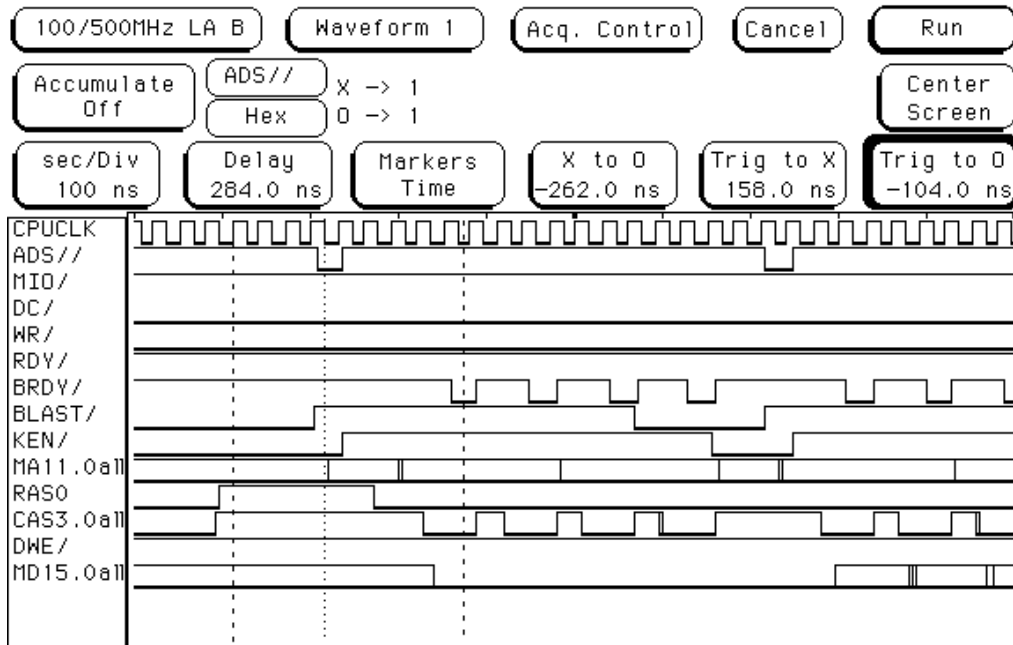 100/500MHz LA B Waveform 1 Acq. Control Cancel Run
Accumulate Off ADS// X -> 1 Center Screen
Hex O -> 1
sec/Div Delay Markers X to O Trig to X Trig to O
100 ns 284.0 ns Time -262.0 ns 158.0 ns -104.0 ns
CPUCLK
ADS//
MIO/
DC/
WR/
RDY/
BRDY/
BLAST/
KEN/
MA11.0all
RAS0
CAS3.0all
DWE/
MD15.0all